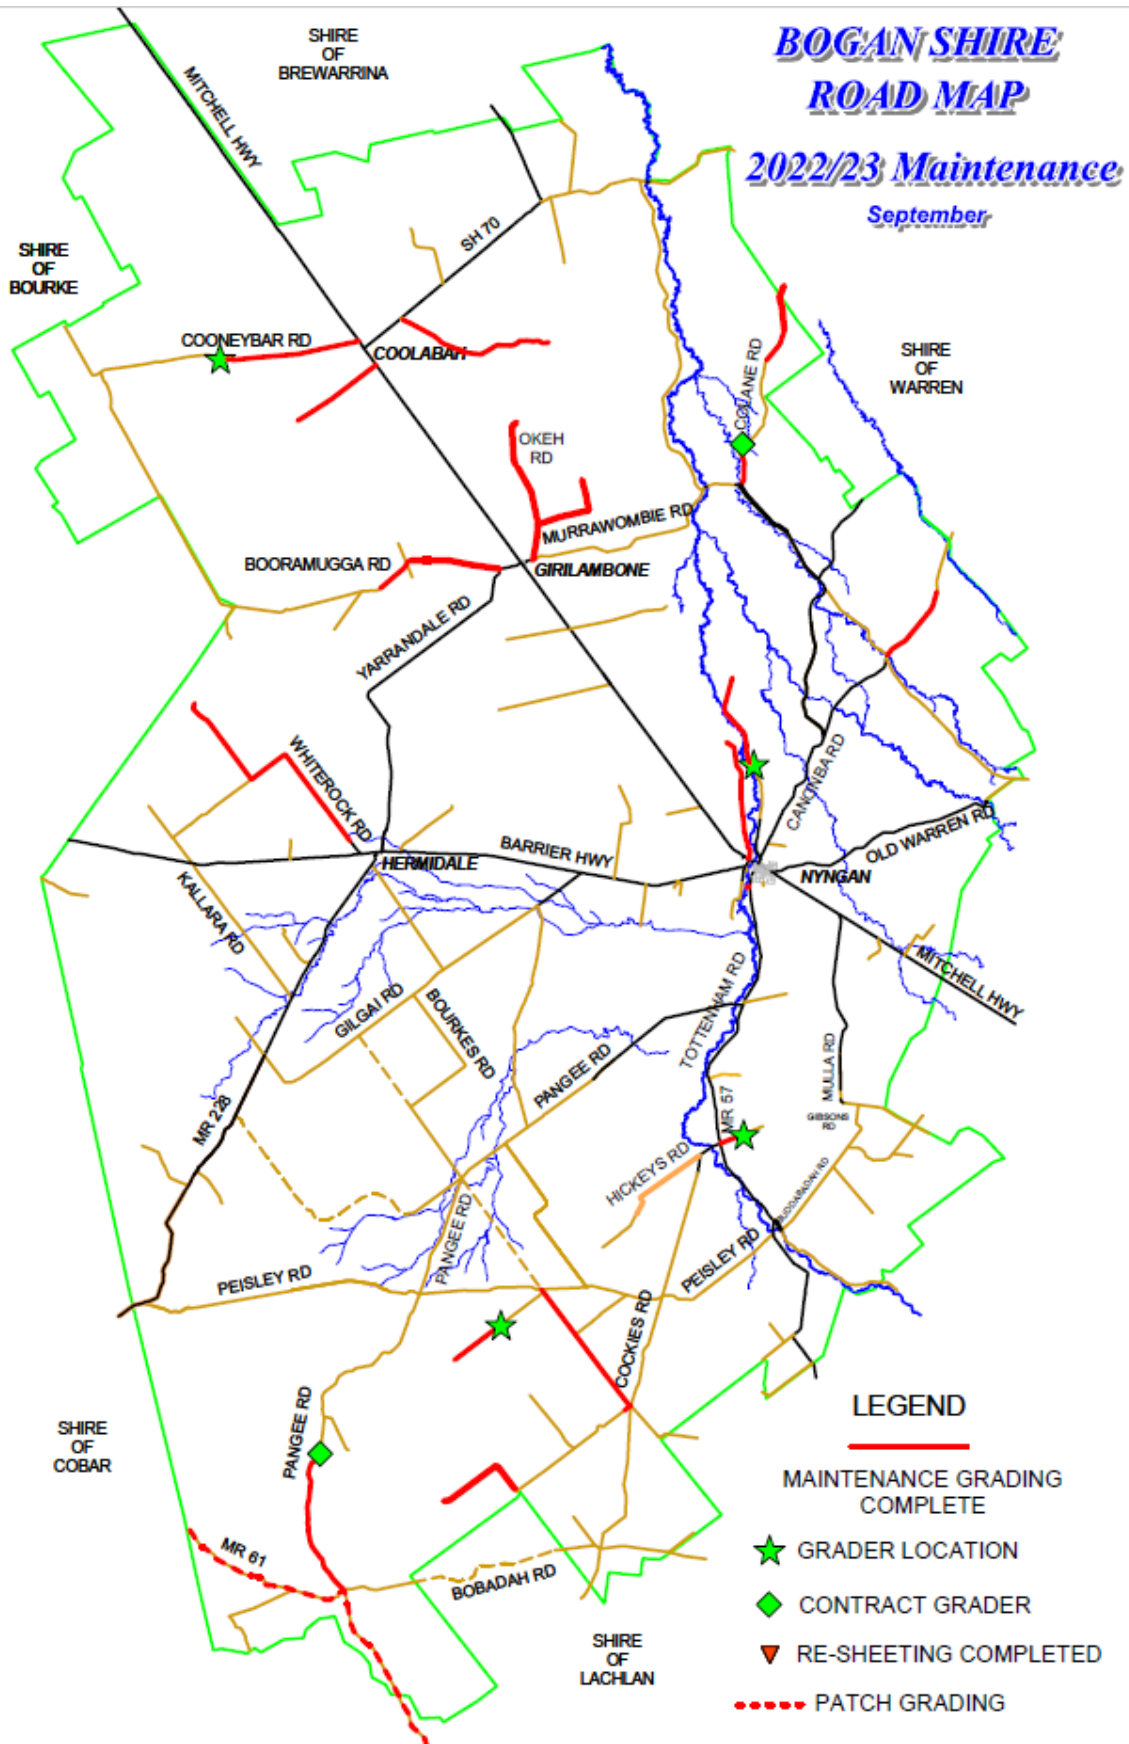 BOGAN SHIRE
ROAD MAP
2022/23 Maintenance
September
SHIRE
OF
BREWARRINA
MITCHELL HWY
SH 70
SHIRE
OF
BOURKE
COONEYBAR RD
COOLABAH
SHIRE
OF
WARREN
COLANE RD
OKEH
RD
MURRAWOMBIE RD
BOORAMUGGA RD
GIRILAMBONE
YARRANDALE RD
WHITEROCK RD
CANONBA RD
BARRIER HWY
OLD WARREN RD
HERMIDALE
NYNGAN
KALLARA RD
MITCHELL HWY
TOTTENHAM RD
GILGAI RD
BOURKES RD
PANGEE RD
MULLA RD
MR 228
MR 57
GIBSONS
RD
HICKEYS RD
BUDDABADAH RD
PANGEE RD
PEISLEY RD
PEISLEY RD
COCKIES RD
PANGEE RD
SHIRE
OF
COBAR
MR 61
BOBADAH RD
SHIRE
OF
LACHLAN
LEGEND
MAINTENANCE GRADING
COMPLETE
GRADER LOCATION
CONTRACT GRADER
RE-SHEETING COMPLETED
PATCH GRADING